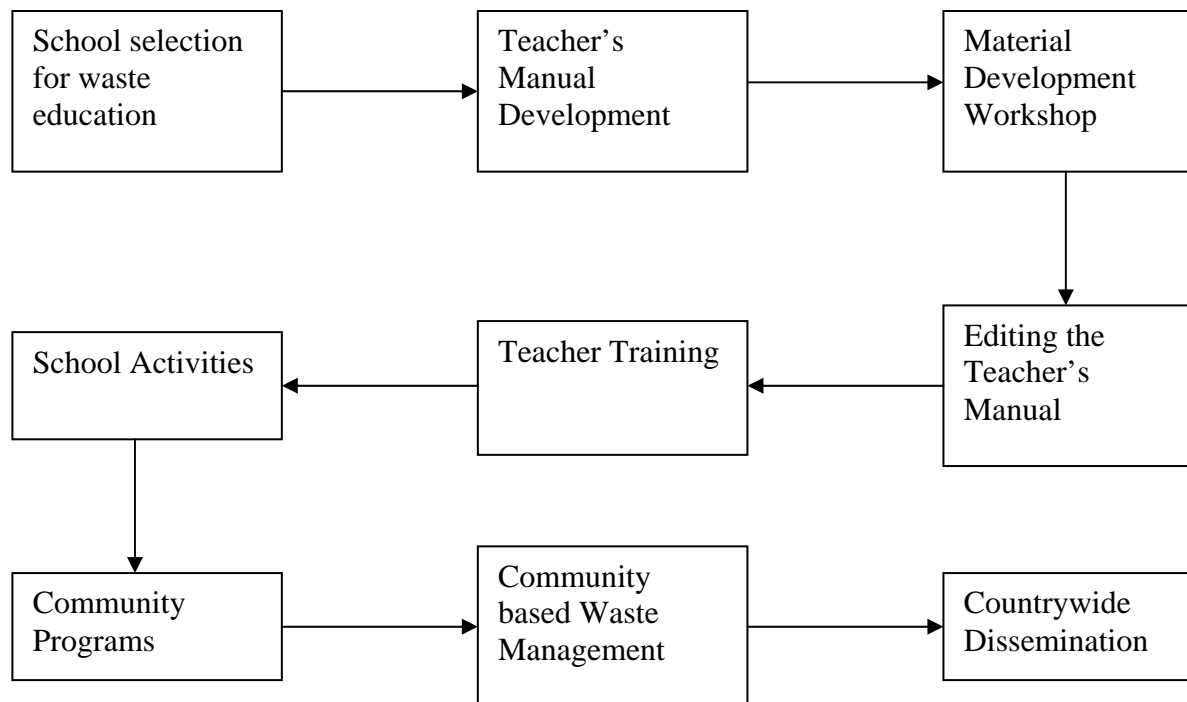 School selection
for waste
education
Teacher’s
Manual
Development
Material
Development
Workshop
Editing the
Teacher’s
Manual
Teacher Training
School Activities
Community
Programs
Community
based Waste
Management
Countrywide
Dissemination